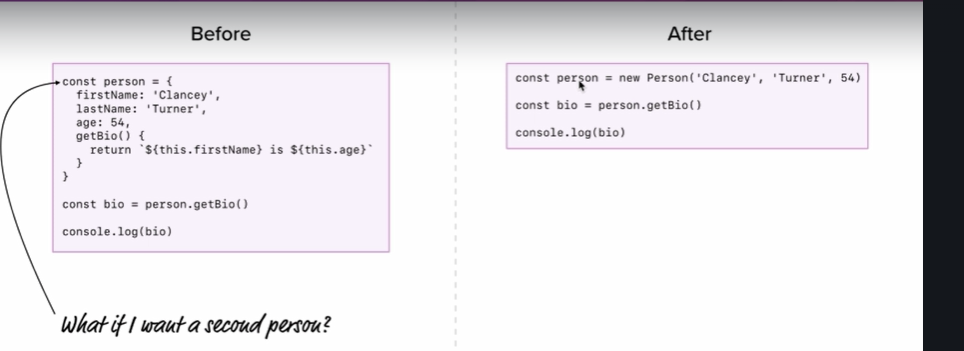 Before
const person = {
  firstName: 'Clancey',
  lastName: 'Turner',
  age: 54,
  getBio() {
    return `${this.firstName} is ${this.age}`
  }
}
const bio = person.getBio()
console.log(bio)
What if I want a second person?
After
const person = new Person('Clancey', 'Turner', 54)
const bio = person.getBio()
console.log(bio)